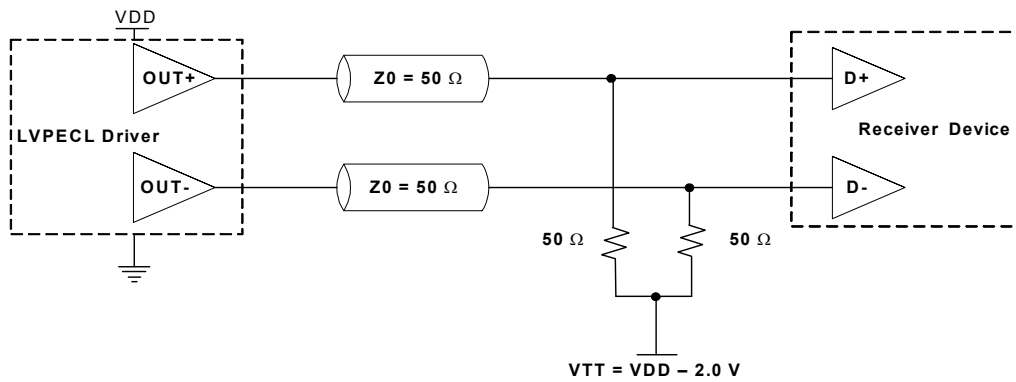 VDD
OUT+
Z0 = 50 Ω
D+
LVPECL Driver
Receiver Device
OUT-
Z0 = 50 Ω
D-
50 Ω
50 Ω
VTT = VDD – 2.0 V